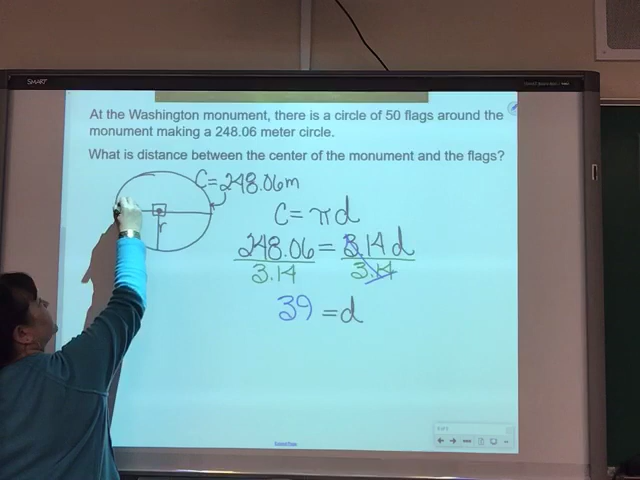 SMART
At the Washington monument, there is a circle of 50 flags around the
monument making a 248.06 meter circle.
What is distance between the center of the monument and the flags?
C=248.06m
r
C=πd
248.06 = 3.14 d
3.14 3.14
39 = d